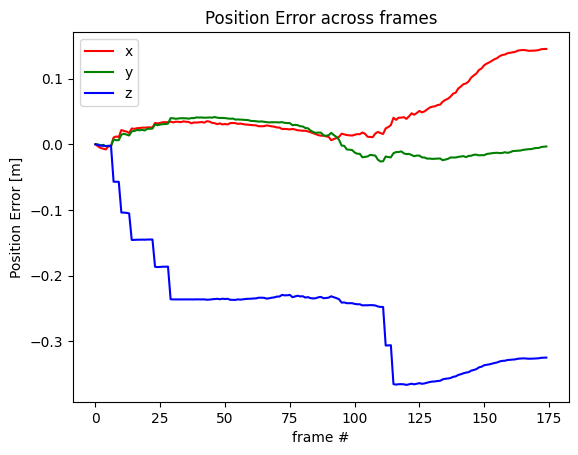 Position Error across frames
x
y
z
Position Error [m]
0.1
0.0
−0.1
−0.2
−0.3
0
25
50
75
100
125
150
175
frame #